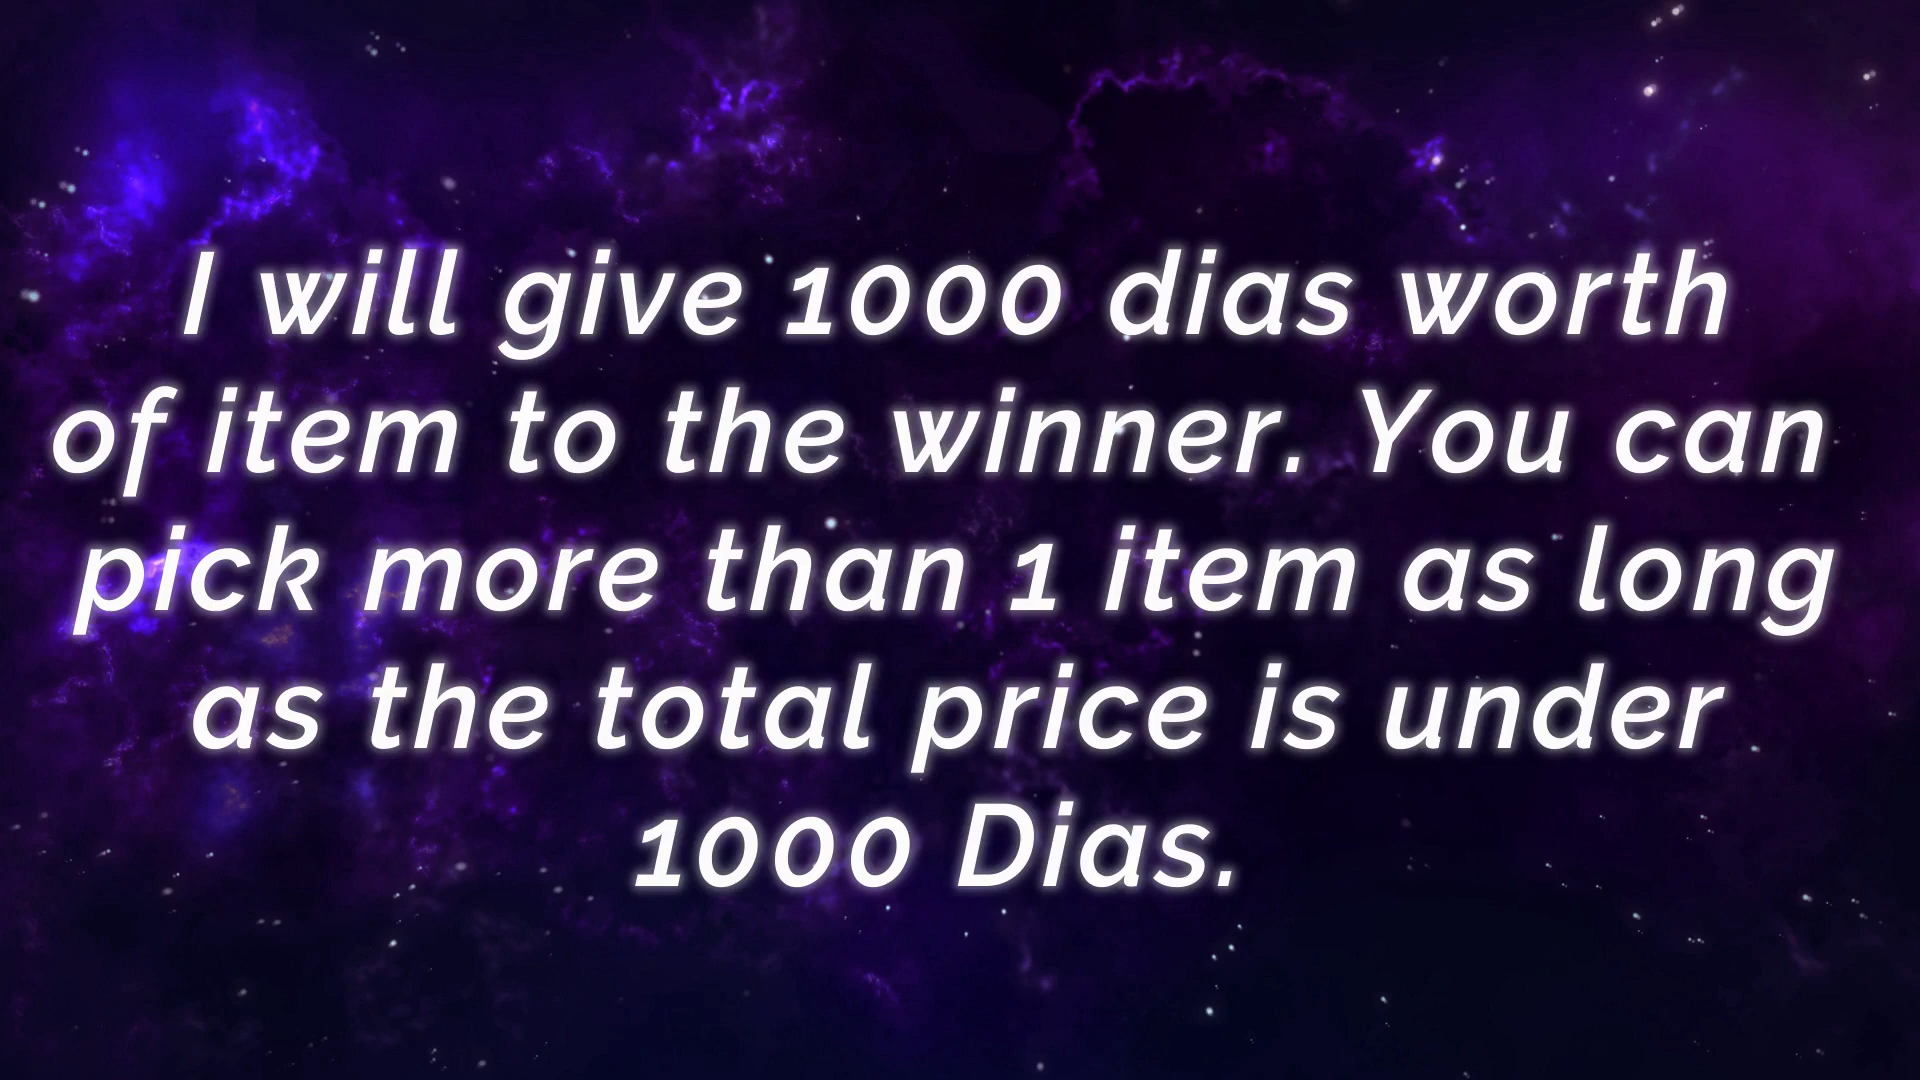 I will give 1000 dias worth
of item to the winner. You can
pick more than 1 item as long
as the total price is under
1000 Dias.